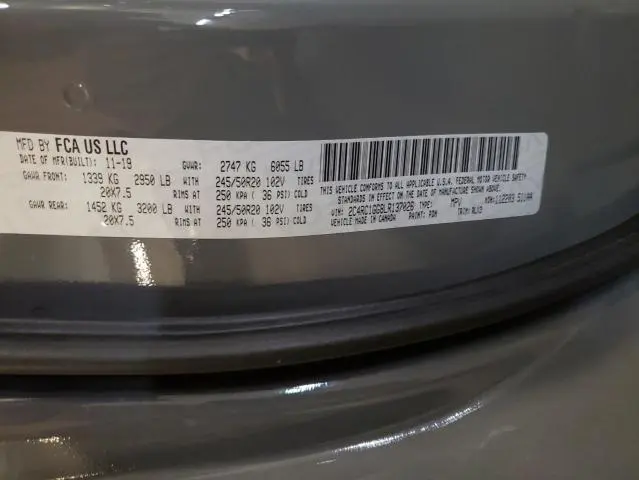 MFD BY FCA US LLC
DATE OF MFR(BUILT): 11-19 GVWR: 2747 KG 6055 LB
GAWR FRONT: 1339 KG 2950 LB WITH 245/50R20 102V TIRES
20X7.5 RIMS AT 250 KPA ( 36 PSI) COLD
GAWR REAR: 1452 KG 3200 LB WITH 245/50R20 102V TIRES
20X7.5 RIMS AT 250 KPA ( 36 PSI) COLD
THIS VEHICLE CONFORMS TO ALL APPLICABLE U.S.A. FEDERAL MOTOR VEHICLE SAFETY
STANDARDS IN EFFECT ON THE DATE OF MANUFACTURE SHOWN ABOVE.
VIN: 2C4RC1GG8LR137026 TYPE: MPV
VEHICLE MADE IN CANADA PAINT: PDN TRIM: